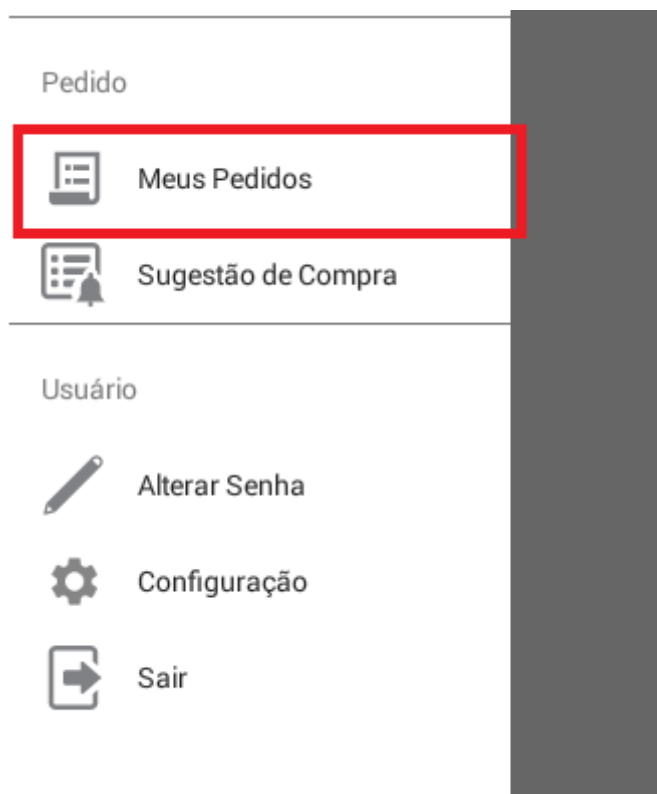 Pedido
Meus Pedidos
Sugestão de Compra
Usuário
Alterar Senha
Configuração
Sair